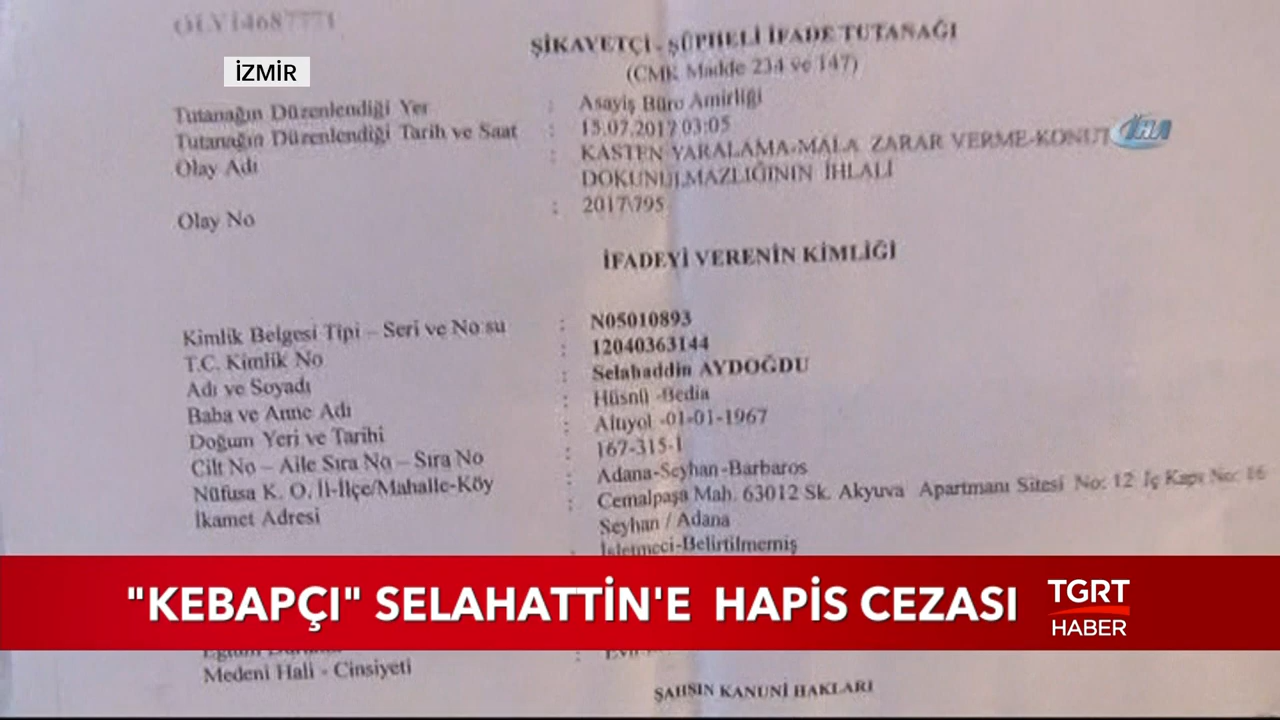 OLY14687771
ŞİKAYETÇİ - ŞÜPHELİ İFADE TUTANAĞI
(CMK Madde 234 ve 147)
İZMİR
Tutanağın Düzenlendiği Yer : Asayiş Büro Amirliği
Tutanağın Düzenlendiği Tarih ve Saat : 15.07.2017 03:05
Olay Adı : KASTEN YARALAMA-MALA ZARAR VERME-KONUT
DOKUNULMAZLIĞININ İHLALİ
Olay No : 2017\795
İHA
İFADEYİ VERENİN KİMLİĞİ
Kimlik Belgesi Tipi – Seri ve No su : N05010893
T.C. Kimlik No : 12040363144
Adı ve Soyadı : Selahaddin AYDOĞDU
Baba ve Anne Adı : Hüsnü -Bedia
Doğum Yeri ve Tarihi : Altıyol -01-01-1967
Cilt No – Aile Sıra No – Sıra No : 167-315-1
Nüfusa K. O. İl-İlçe/Mahalle-Köy : Adana-Seyhan-Barbaros
İkamet Adresi : Cemalpaşa Mah. 63012 Sk. Akyuva Apartmanı Sitesi No: 12 İç Kapı No: 16
Seyhan / Adana
: İşletmeci-Belirtilmemiş
"KEBAPÇI" SELAHATTİN'E HAPİS CEZASI
TGRT
HABER
Medeni Hali - Cinsiyeti :
ŞAHSIN KANUNİ HAKLARI